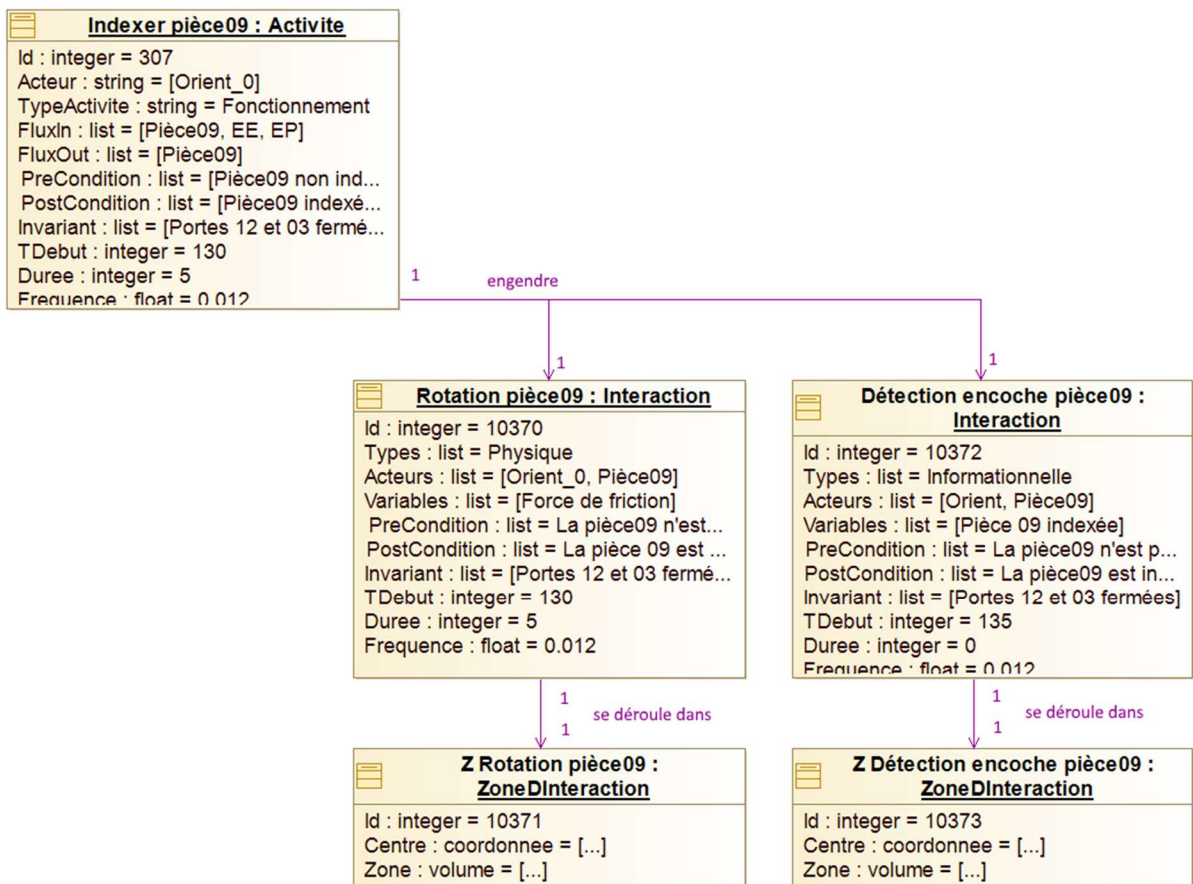 Indexer pièce09 : Activite
Id : integer = 307
Acteur : string = [Orient_0]
TypeActivite : string = Fonctionnement
FluxIn : list = [Pièce09, EE, EP]
FluxOut : list = [Pièce09]
PreCondition : list = [Pièce09 non ind...
PostCondition : list = [Pièce09 indexé...
Invariant : list = [Portes 12 et 03 fermé...
TDebut : integer = 130
Duree : integer = 5
Frequence : float = 0.012
1
engendre
1
1
Rotation pièce09 : Interaction
Id : integer = 10370
Types : list = Physique
Acteurs : list = [Orient_0, Pièce09]
Variables : list = [Force de friction]
PreCondition : list = La pièce09 n'est...
PostCondition : list = La pièce 09 est ...
Invariant : list = [Portes 12 et 03 fermé...
TDebut : integer = 130
Duree : integer = 5
Frequence : float = 0.012
Détection encoche pièce09 :
Interaction
Id : integer = 10372
Types : list = Informationnelle
Acteurs : list = [Orient, Pièce09]
Variables : list = [Pièce 09 indexée]
PreCondition : list = La pièce09 n'est p...
PostCondition : list = La pièce09 est in...
Invariant : list = [Portes 12 et 03 fermées]
TDebut : integer = 135
Duree : integer = 0
Frequence : float = 0.012
1
se déroule dans
1
1
se déroule dans
1
Z Rotation pièce09 :
ZoneDInteraction
Id : integer = 10371
Centre : coordonnee = [...]
Zone : volume = [...]
Z Détection encoche pièce09 :
ZoneDInteraction
Id : integer = 10373
Centre : coordonnee = [...]
Zone : volume = [...]